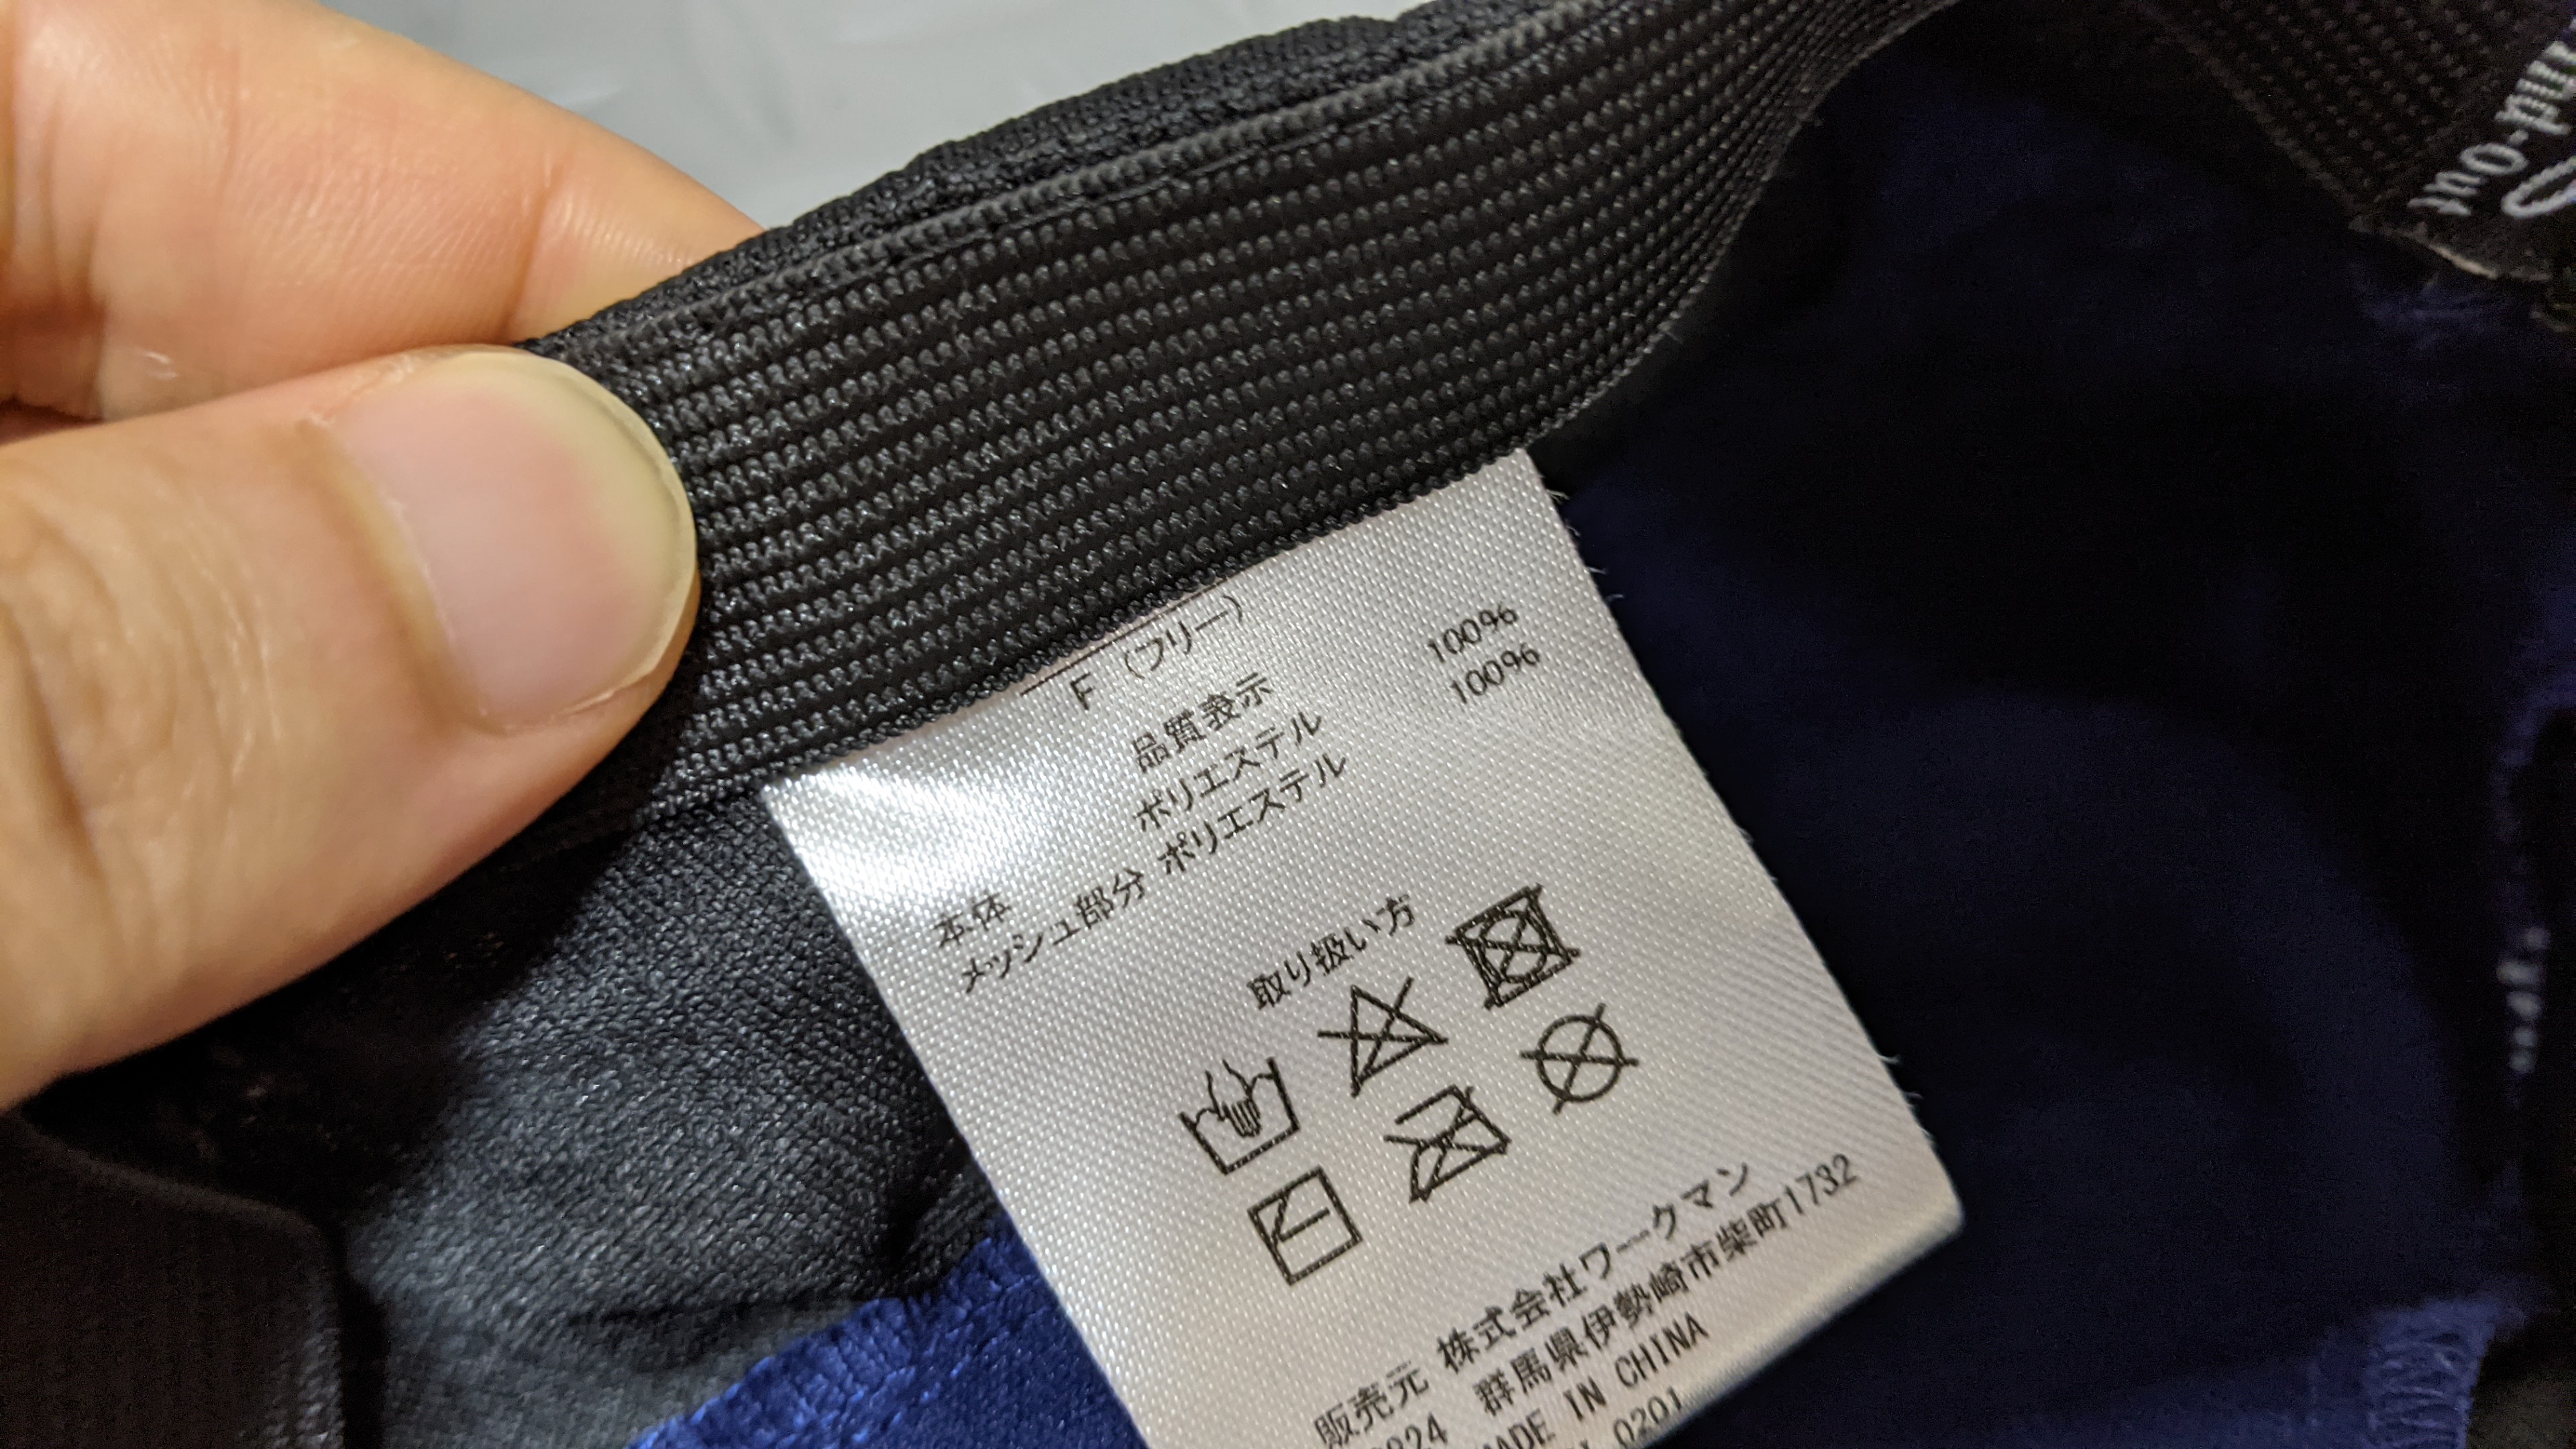 F（フリー）
品質表示
本体 ポリエステル 100%
メッシュ部分 ポリエステル 100%
取り扱い方
販売元 株式会社ワークマン
群馬県伊勢崎市柴町1732
MADE IN CHINA
0201